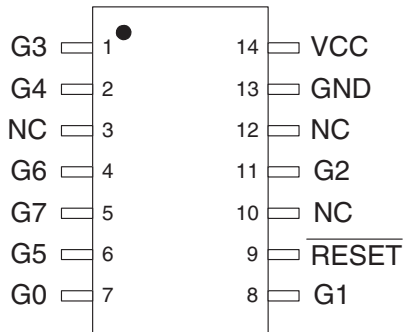 G3 1 14 VCC
G4 2 13 GND
NC 3 12 NC
G6 4 11 G2
G7 5 10 NC
G5 6 9 RESET
G0 7 8 G1